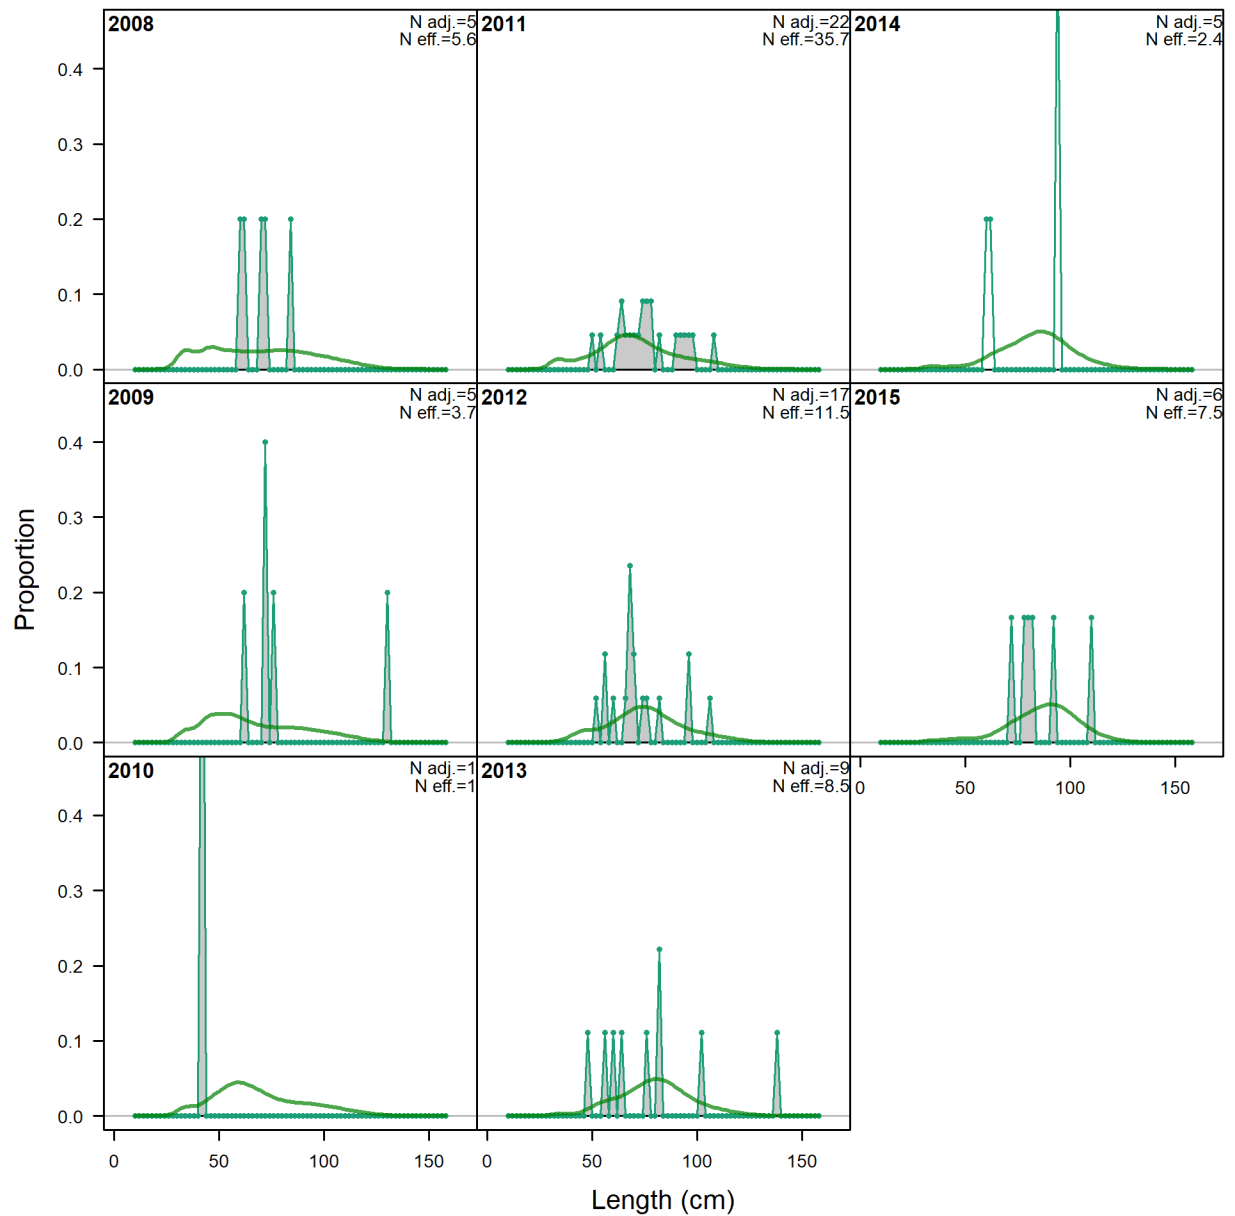 2008
N adj.=5
N eff.=5.6
2011
N adj.=22
N eff.=35.7
2014
N adj.=5
N eff.=2.4
0.4
0.3
0.2
0.1
0.0
2009
N adj.=5
N eff.=3.7
2012
N adj.=17
N eff.=11.5
2015
N adj.=6
N eff.=7.5
0.4
0.3
0.2
0.1
0.0
0 50 100 150
2010
N adj.=1
N eff.=1
2013
N adj.=9
N eff.=8.5
0.4
0.3
0.2
0.1
0.0
0 50 100 150
0 50 100 150
Proportion
Length (cm)